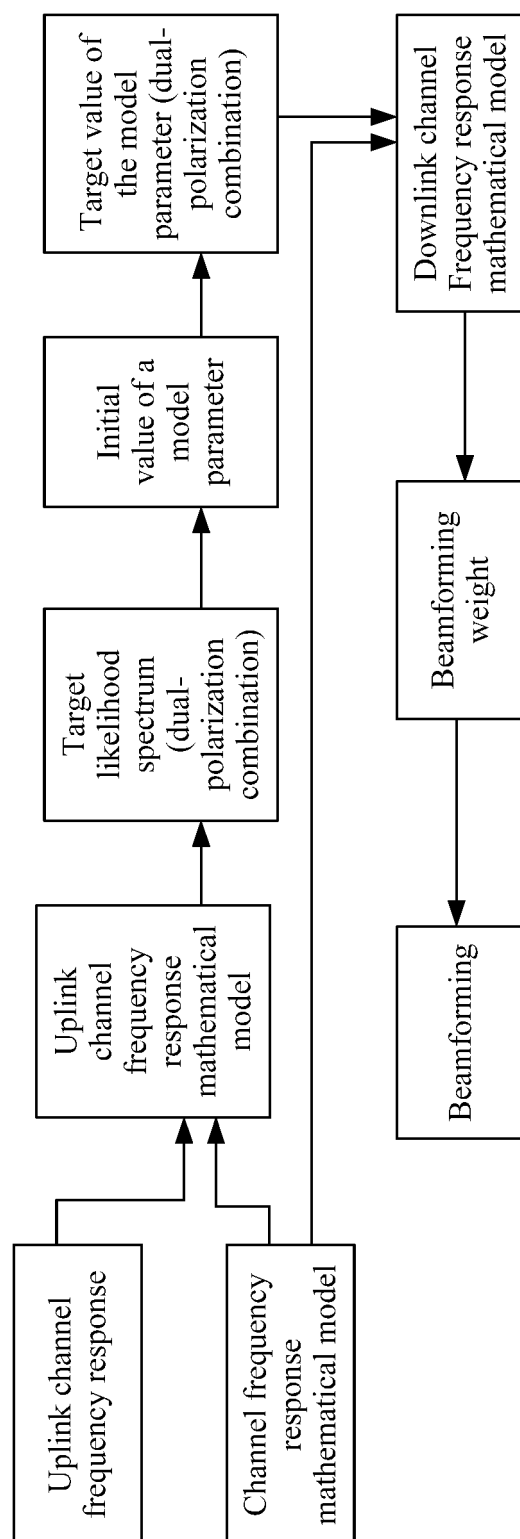 Uplink channel
frequency response
Channel frequency
response
mathematical model
Uplink
channel
frequency
response
mathematical
model
Target
likelihood
spectrum
(dual-
polarization
combination)
Initial
value of a
model
parameter
Target value of
the model
parameter (dual-
polarization
combination)
Downlink channel
Frequency response
mathematical model
Beamforming
weight
Beamforming